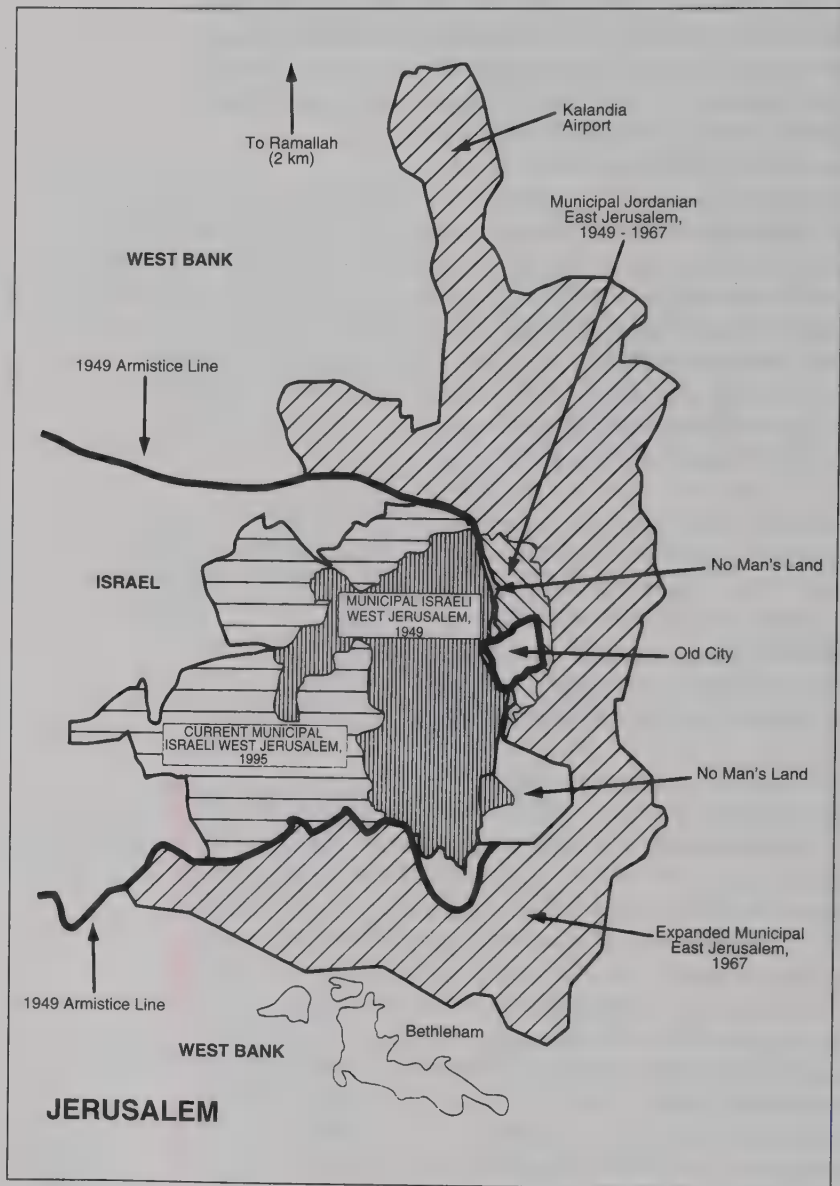 To Ramallah
(2 km)
Kalandia
Airport
Municipal Jordanian
East Jerusalem,
1949 - 1967
WEST BANK
1949 Armistice Line
No Man's Land
ISRAEL
MUNICIPAL ISRAELI
WEST JERUSALEM,
1949
Old City
CURRENT MUNICIPAL
ISRAELI WEST JERUSALEM,
1995
No Man's Land
Expanded Municipal
East Jerusalem,
1967
1949 Armistice Line
Bethleham
WEST BANK
JERUSALEM